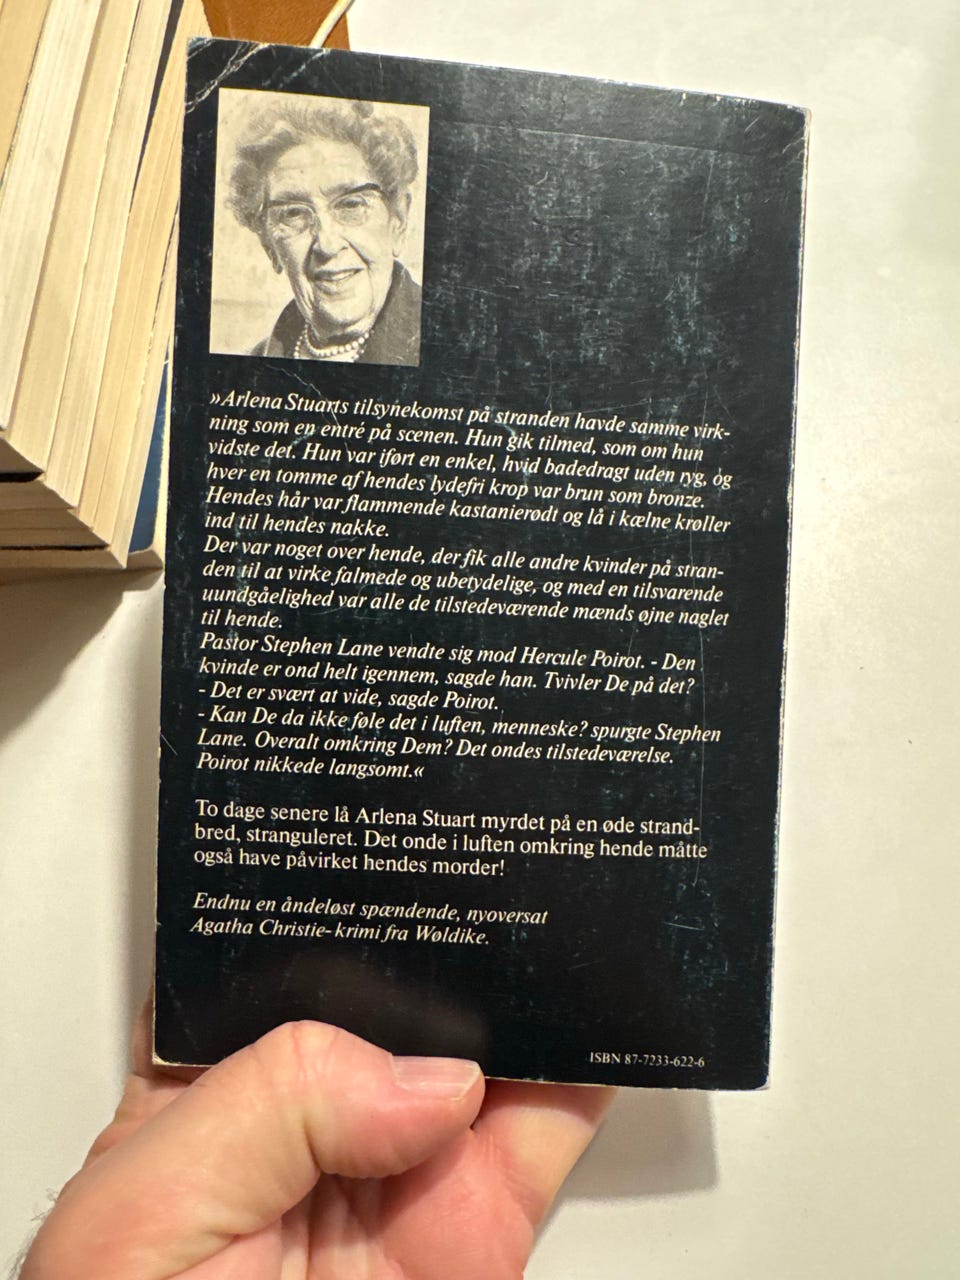 »Arlena Stuarts tilsynekomst på stranden havde samme virk-
ning som en entré på scenen. Hun gik tilmed, som om hun
vidste det. Hun var iført en enkel, hvid badedragt uden ryg, og
hver en tomme af hendes lydefri krop var brun som bronze.
Hendes hår var flammende kastanierødt og lå i kælne krøller
ind til hendes nakke.
Der var noget over hende, der fik alle andre kvinder på stran-
den til at virke falmede og ubetydelige, og med en tilsvarende
uundgåelighed var alle de tilstedeværende mænds øjne naglet
til hende.
Pastor Stephen Lane vendte sig mod Hercule Poirot. - Den
kvinde er ond helt igennem, sagde han. Tvivler De på det?
- Det er svært at vide, sagde Poirot.
- Kan De da ikke føle det i luften, menneske? spurgte Stephen
Lane. Overalt omkring Dem? Det ondes tilstedeværelse.
Poirot nikkede langsomt.«
To dage senere lå Arlena Stuart myrdet på en øde strand-
bred, stranguleret. Det onde i luften omkring hende måtte
også have påvirket hendes morder!
Endnu en åndeløst spændende, nyoversat
Agatha Christie-krimi fra Wøldike.
ISBN 87-7233-622-6